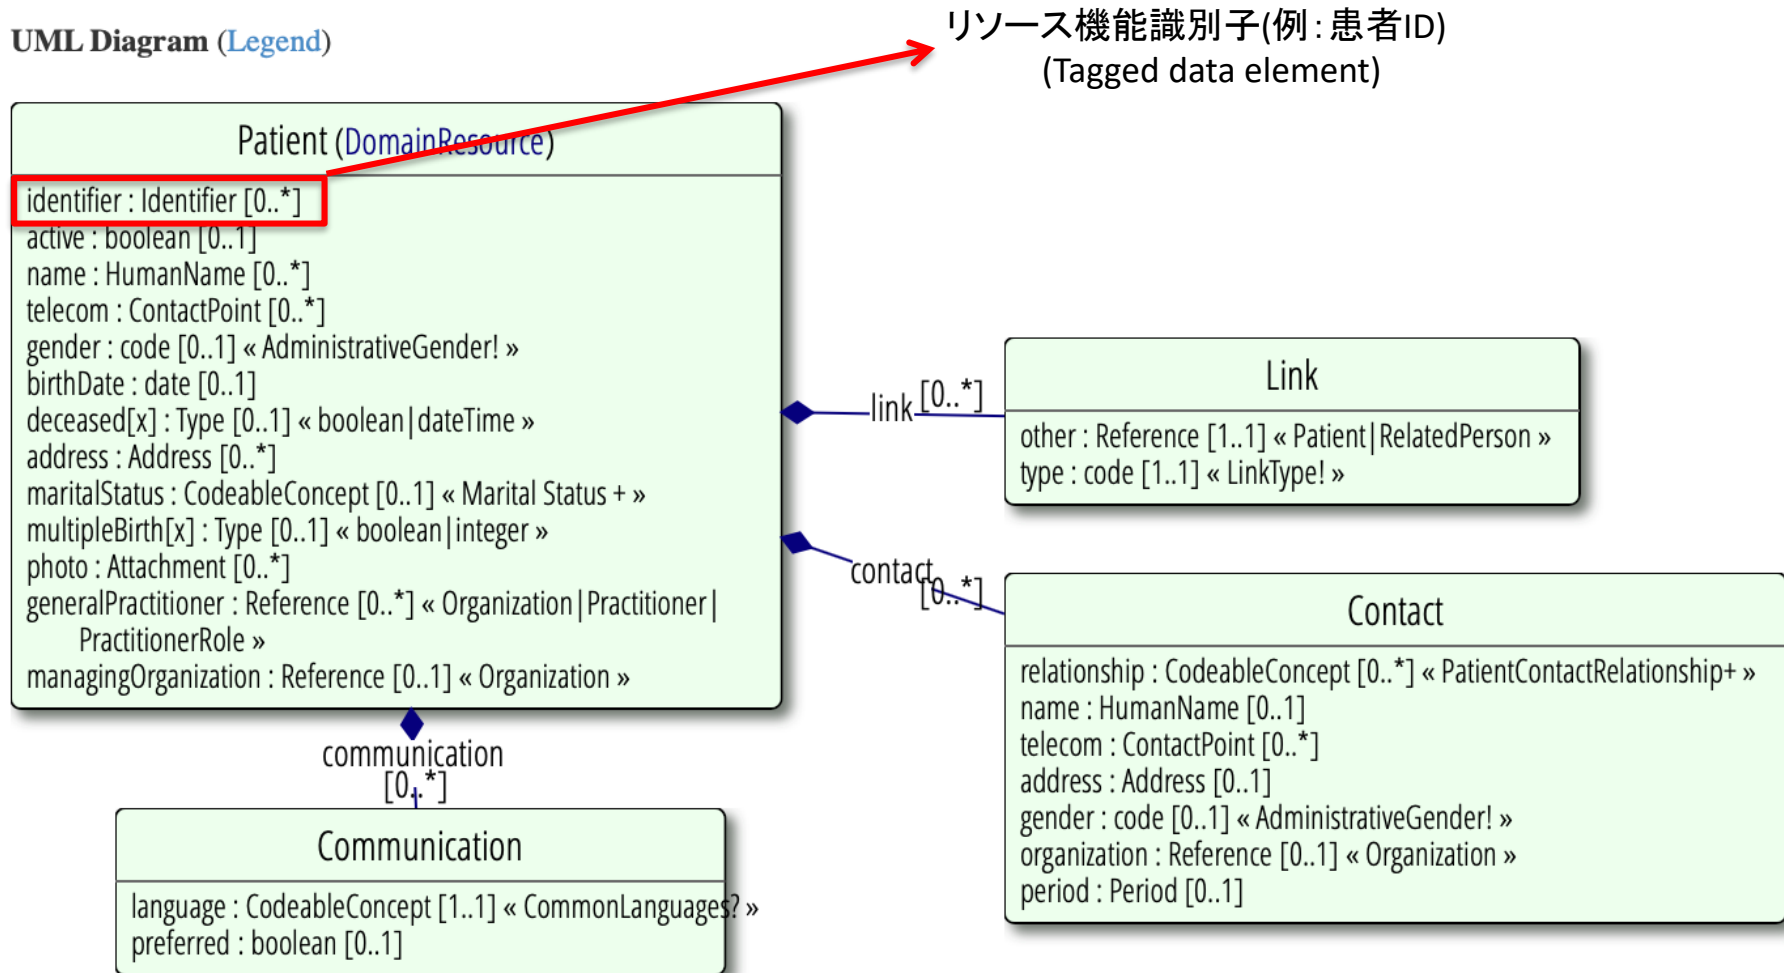 UML Diagram (Legend)
リソース機能識別子(例：患者ID)
(Tagged data element)
Patient (DomainResource)
identifier : Identifier [0..*]
active : boolean [0..1]
name : HumanName [0..*]
telecom : ContactPoint [0..*]
gender : code [0..1] « AdministrativeGender! »
birthDate : date [0..1]
deceased[x] : Type [0..1] « boolean|dateTime »
address : Address [0..*]
maritalStatus : CodeableConcept [0..1] « Marital Status + »
multipleBirth[x] : Type [0..1] « boolean|integer »
photo : Attachment [0..*]
generalPractitioner : Reference [0..*] « Organization|Practitioner|
PractitionerRole »
managingOrganization : Reference [0..1] « Organization »
link [0..*]
Link
other : Reference [1..1] « Patient|RelatedPerson »
type : code [1..1] « LinkType! »
contact
[0..*]
Contact
relationship : CodeableConcept [0..*] « PatientContactRelationship+ »
name : HumanName [0..1]
telecom : ContactPoint [0..*]
address : Address [0..1]
gender : code [0..1] « AdministrativeGender! »
organization : Reference [0..1] « Organization »
period : Period [0..1]
communication
[0..*]
Communication
language : CodeableConcept [1..1] « CommonLanguages? »
preferred : boolean [0..1]